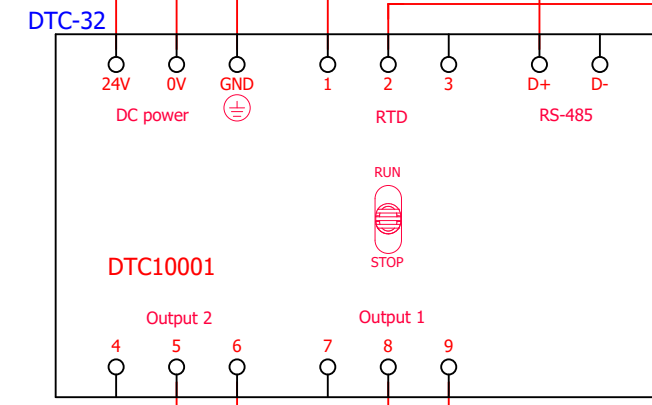 DTC-32
24V 0V GND 1 2 3 D+ D-
DC power RTD RS-485
RUN
STOP
DTC10001
Output 2 Output 1
4 5 6 7 8 9